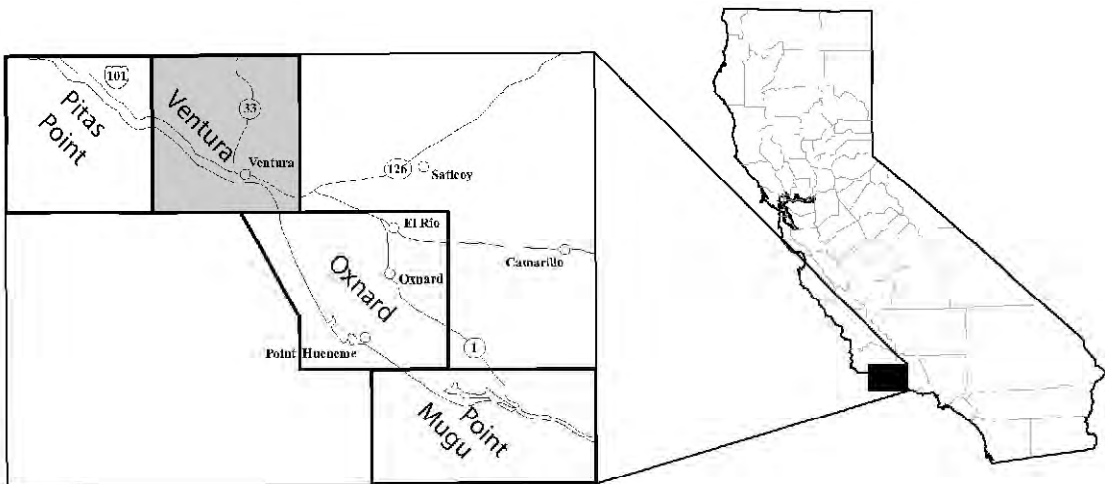 101
Pitas
Point
Ventura
33
Ventura
126
Saticoy
El Rio
Camarillo
Oxnard
Oxnard
Point Hueneme
1
Point
Mugu